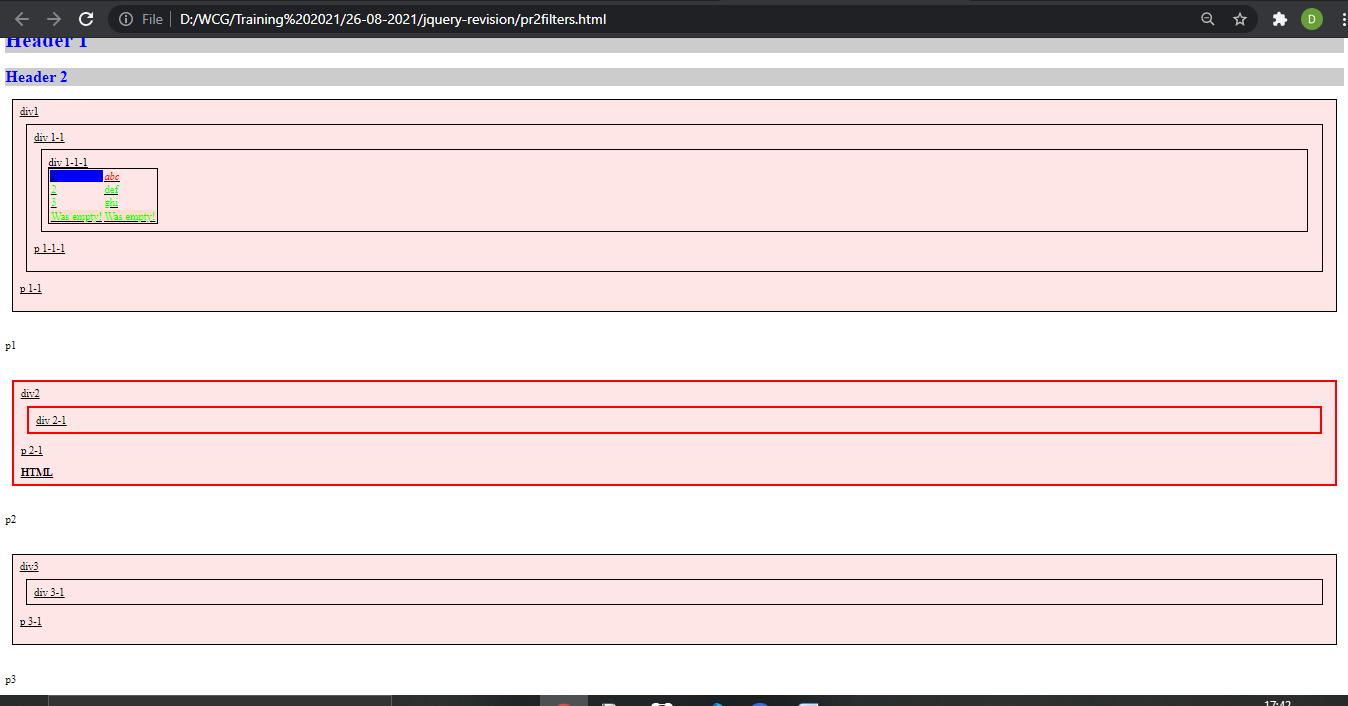 File D:/WCG/Training%202021/26-08-2021/jquery-revision/pr2filters.html
D
Header 1
Header 2
div1
div 1-1
div 1-1-1
abc
2 def
3 ghi
Was empty! Was empty!
p 1-1-1
p 1-1
p1
div2
div 2-1
p 2-1
HTML
p2
div3
div 3-1
p 3-1
p3
17:42